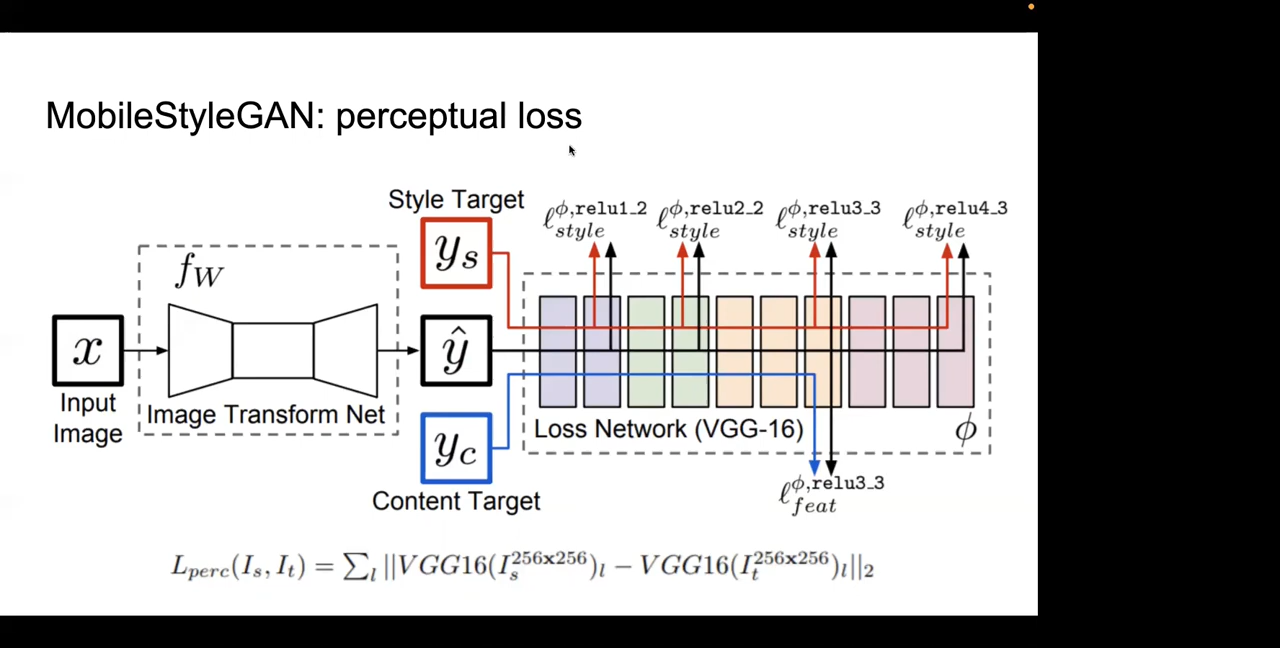 MobileStyleGAN: perceptual loss
Style Target
y_s
ℓ^{ϕ,relu1_2}_{style}
ℓ^{ϕ,relu2_2}_{style}
ℓ^{ϕ,relu3_3}_{style}
ℓ^{ϕ,relu4_3}_{style}
f_W
x
ŷ
Input
Image
Image Transform Net
Loss Network (VGG-16)
ϕ
y_c
Content Target
ℓ^{ϕ,relu3_3}_{feat}
L_{perc}(I_s, I_t) = ∑_l ||VGG16(I_s^{256x256})_l − VGG16(I_t^{256x256})_l||_2